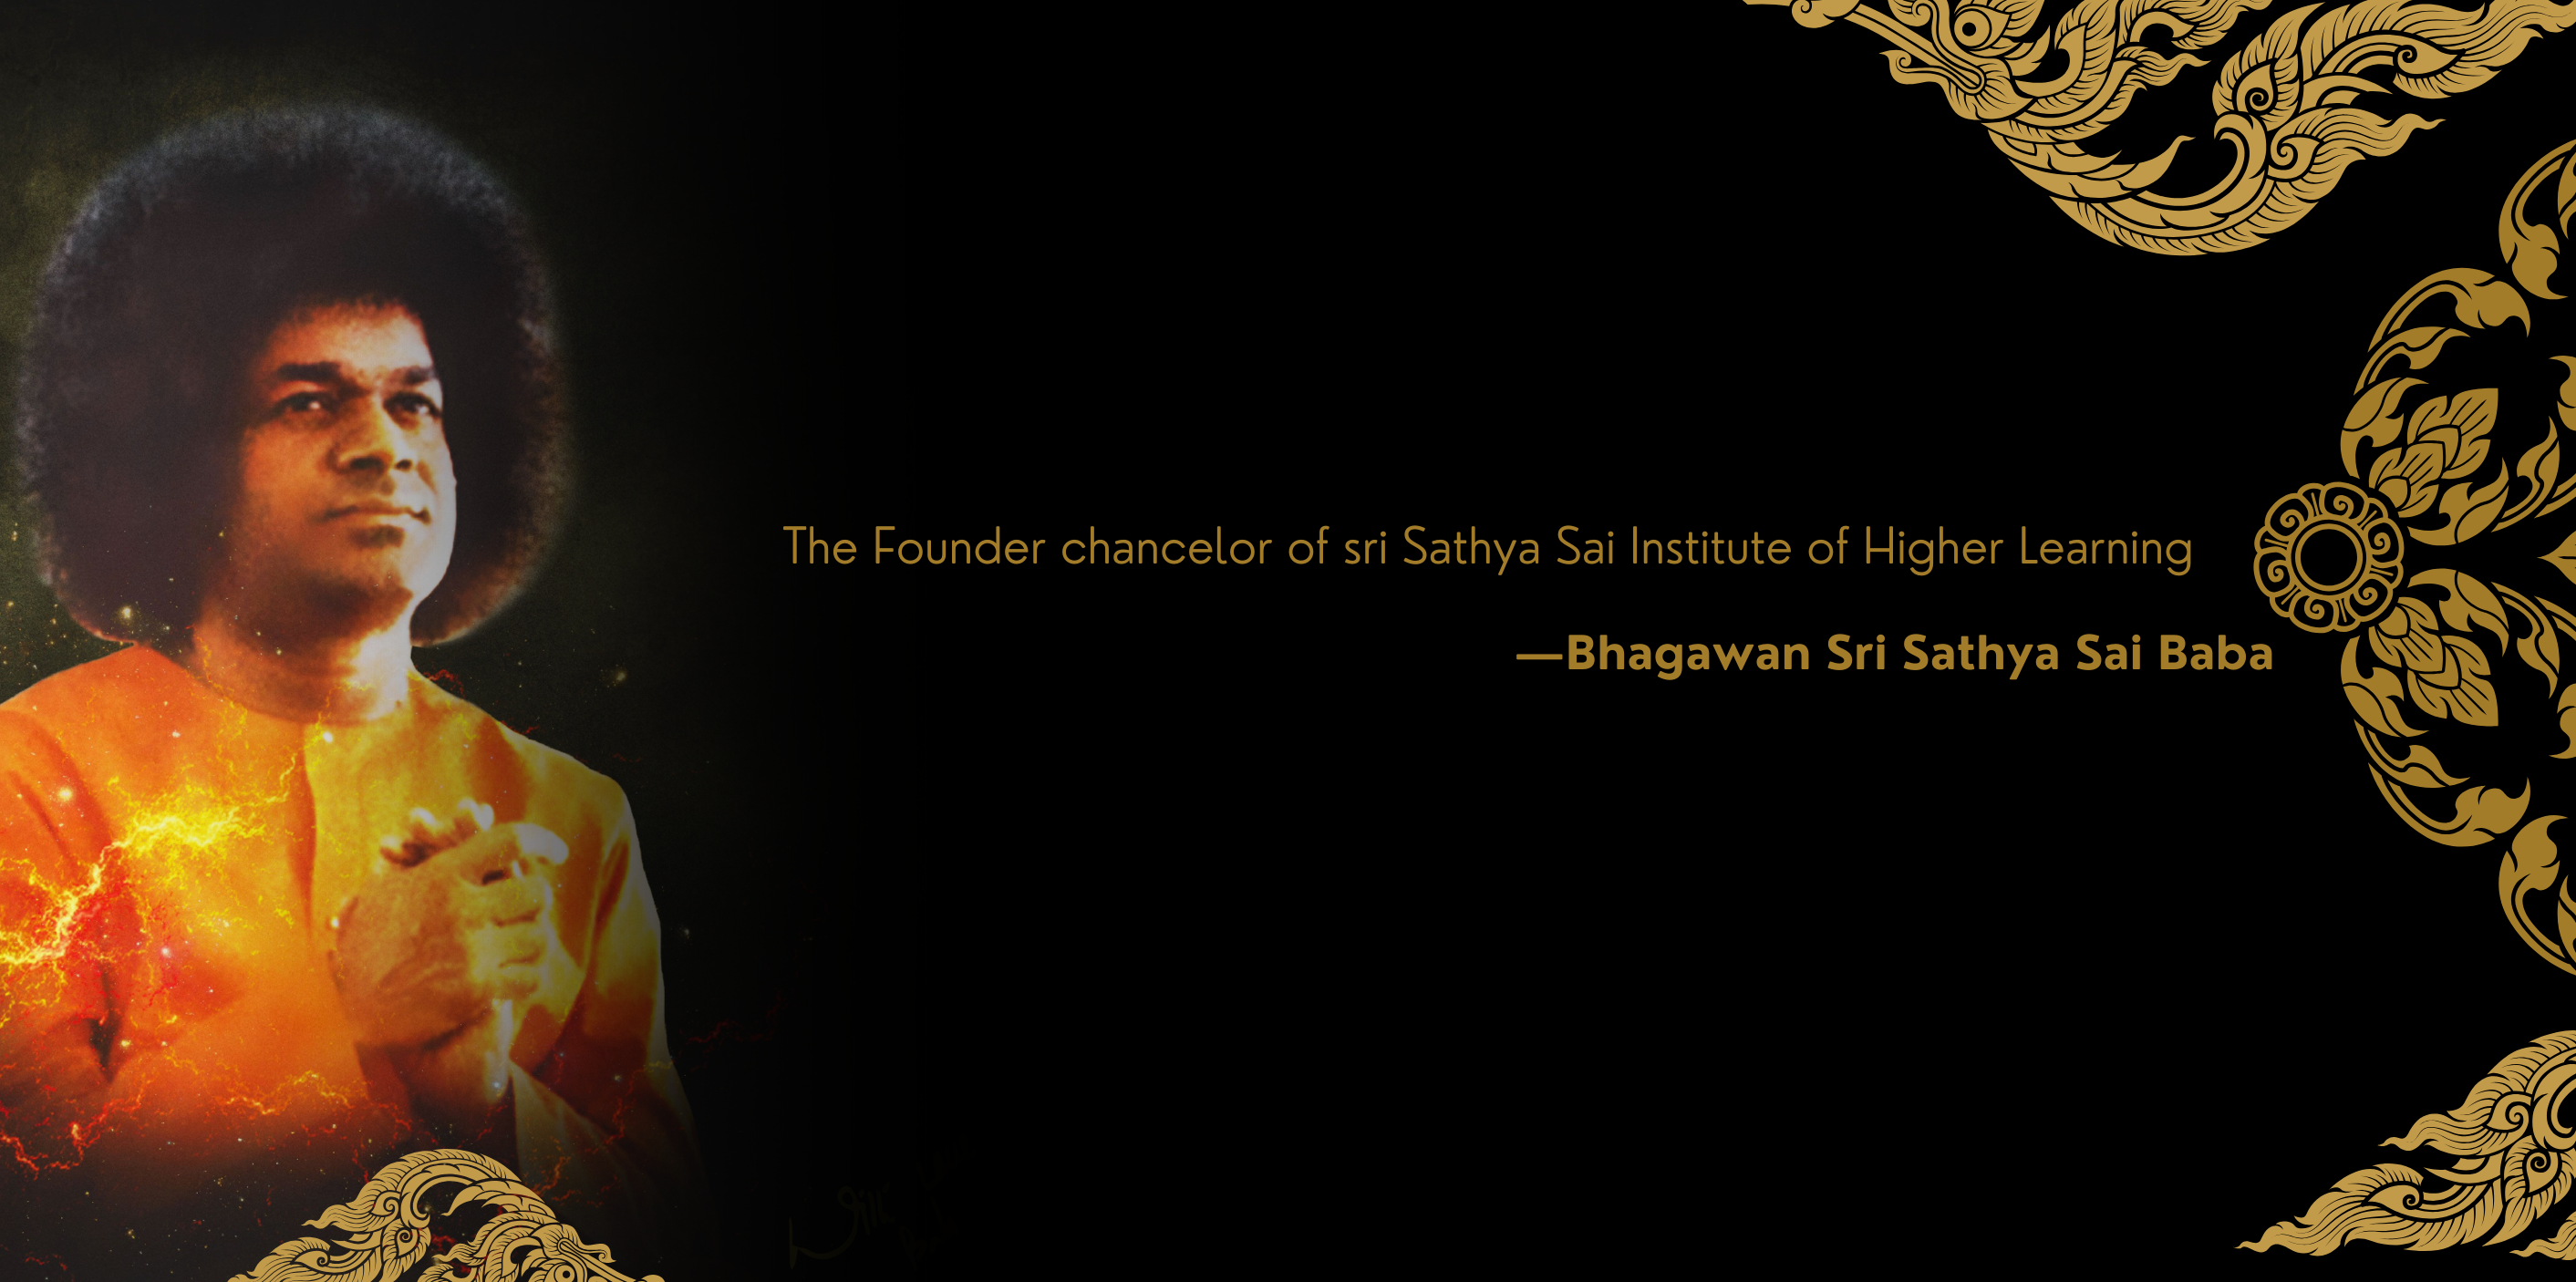 The Founder chancelor of sri Sathya Sai Institute of Higher Learning
—Bhagawan Sri Sathya Sai Baba